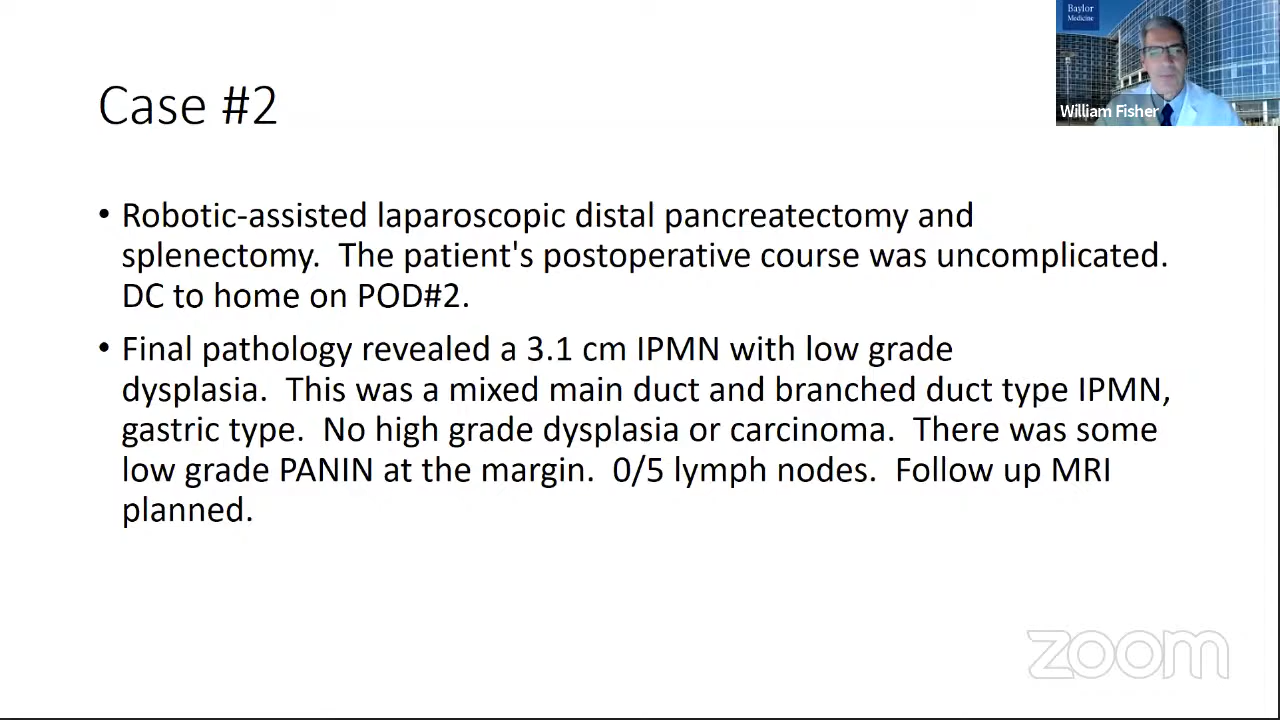 Baylor
Medicine
William Fisher
Case #2
• Robotic-assisted laparoscopic distal pancreatectomy and
splenectomy.  The patient's postoperative course was uncomplicated.
DC to home on POD#2.
• Final pathology revealed a 3.1 cm IPMN with low grade
dysplasia.  This was a mixed main duct and branched duct type IPMN,
gastric type.  No high grade dysplasia or carcinoma.  There was some
low grade PANIN at the margin.  0/5 lymph nodes.  Follow up MRI
planned.
zoom